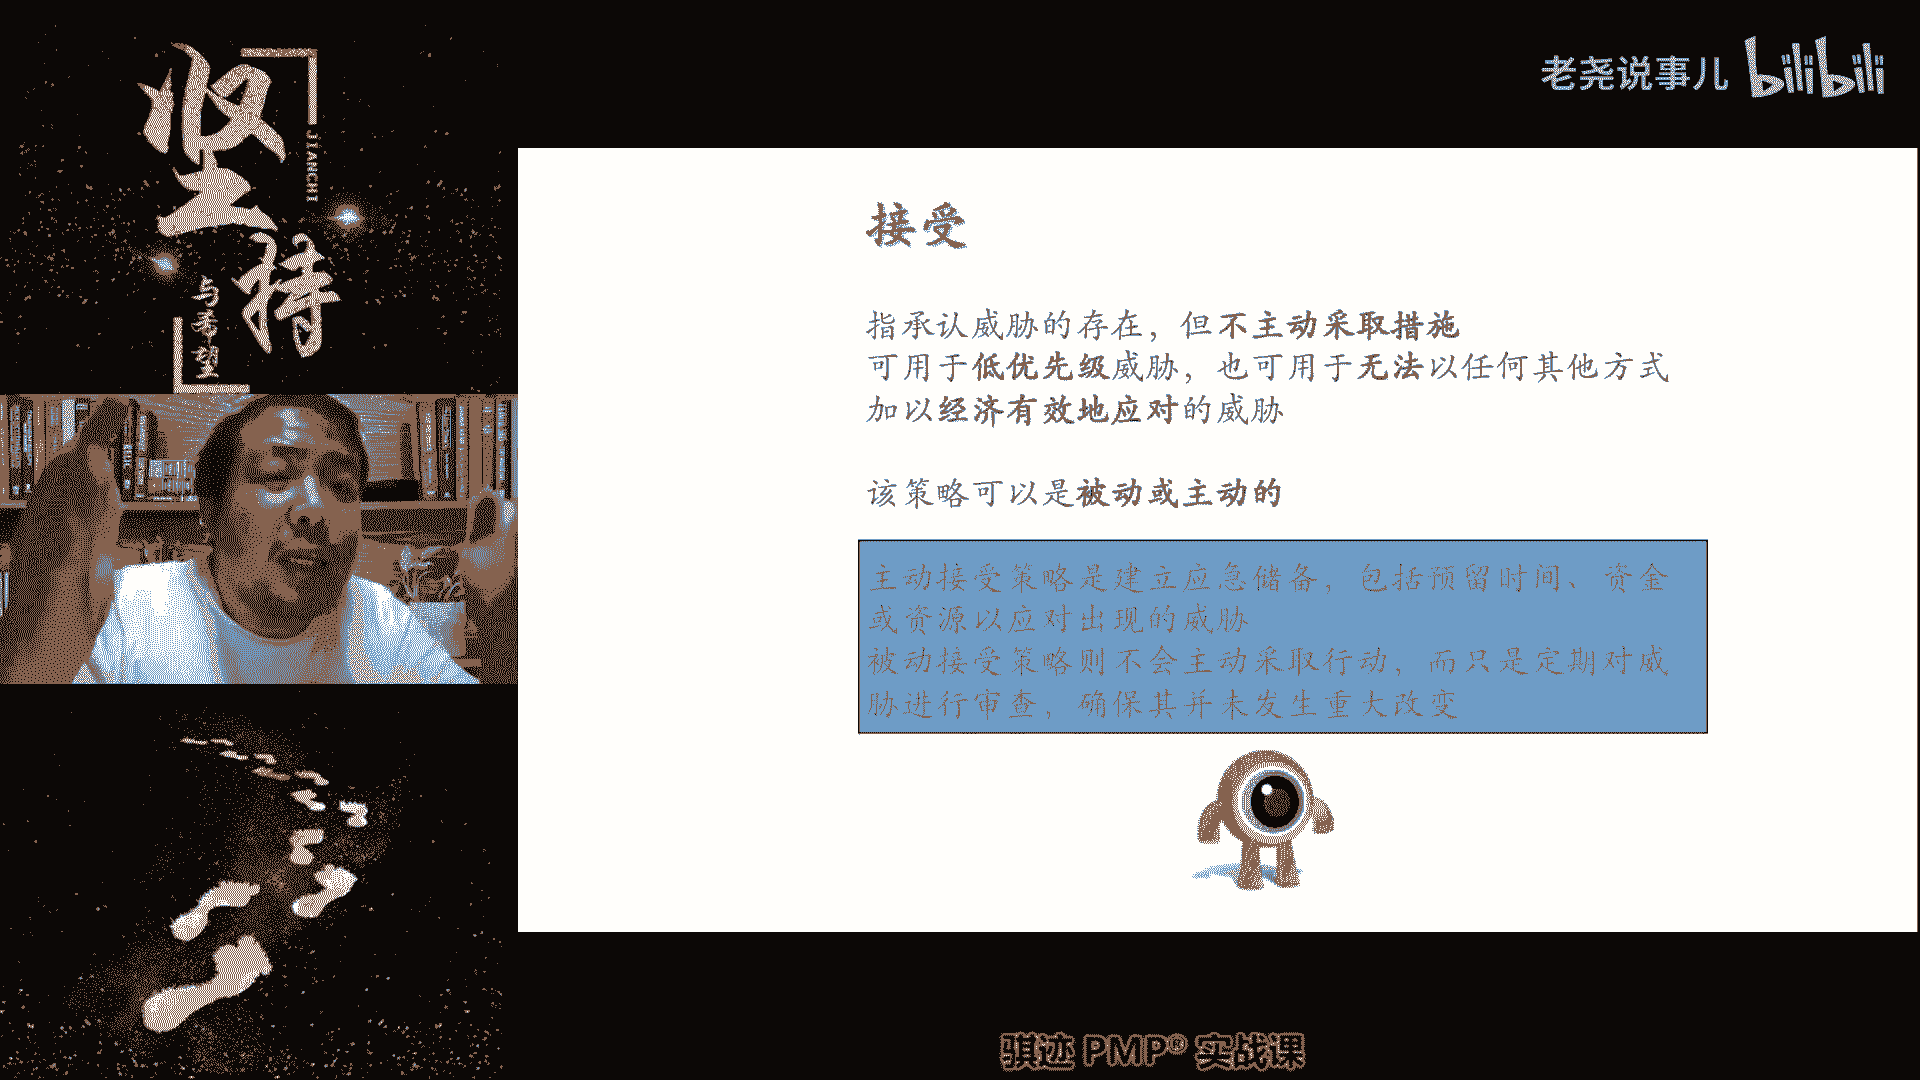 坚持
JIANCHI
与希望
老尧说事儿 bilibili
接受
指承认威胁的存在，但不主动采取措施
可用于低优先级威胁，也可用于无法以任何其他方式
加以经济有效地应对的威胁
该策略可以是被动或主动的
主动接受策略是建立应急储备，包括预留时间、资金
或资源以应对出现的威胁
被动接受策略则不会主动采取行动，而只是定期对威
胁进行审查，确保其并未发生重大改变
骐迹 PMP® 实战课